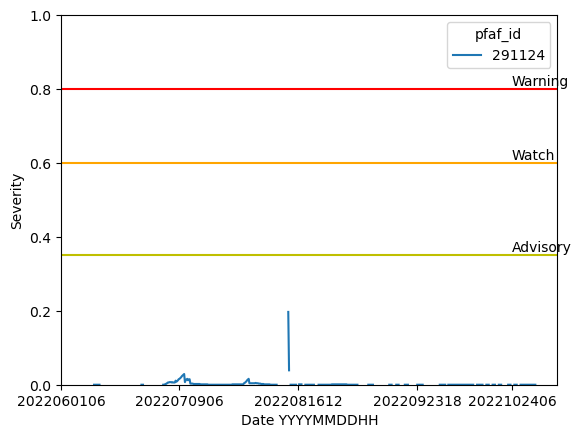 1.0
0.8
0.6
0.4
0.2
0.0
Severity
pfaf_id
291124
Warning
Watch
Advisory
2022060106
2022070906
2022081612
2022092318
2022102406
Date YYYYMMDDHH